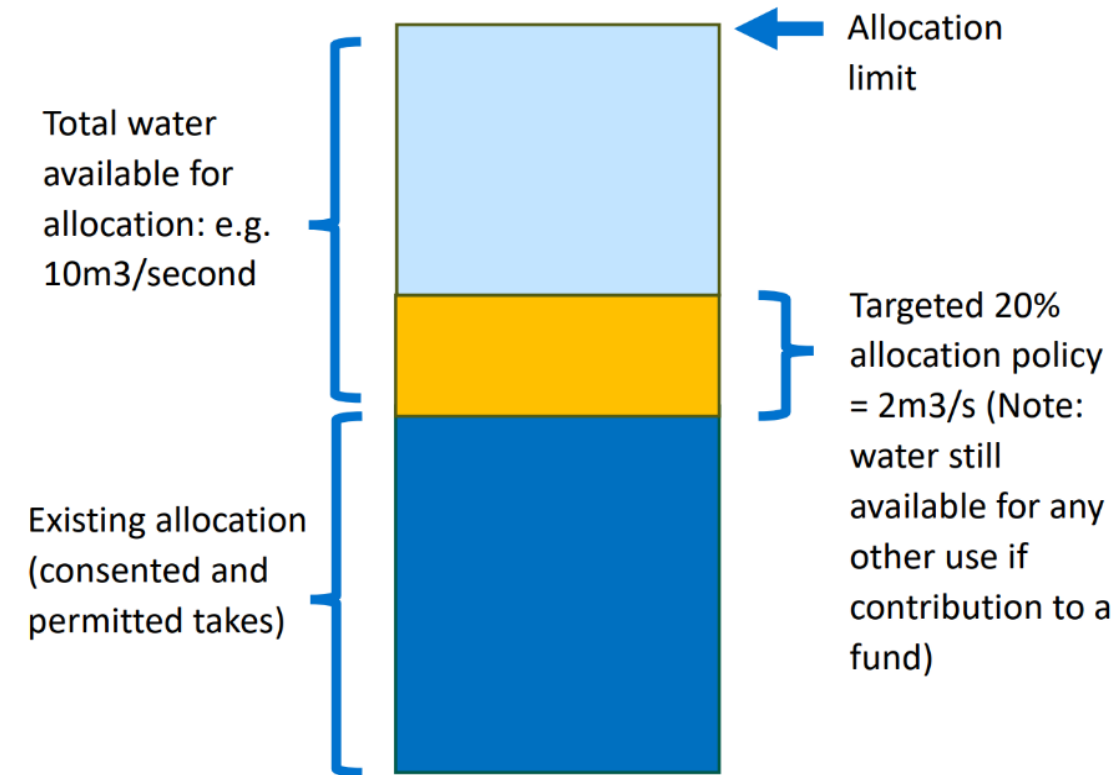 Allocation
limit
Total water
available for
allocation: e.g.
10m3/second
Targeted 20%
allocation policy
= 2m3/s (Note:
water still
available for any
other use if
contribution to a
fund)
Existing allocation
(consented and
permitted takes)